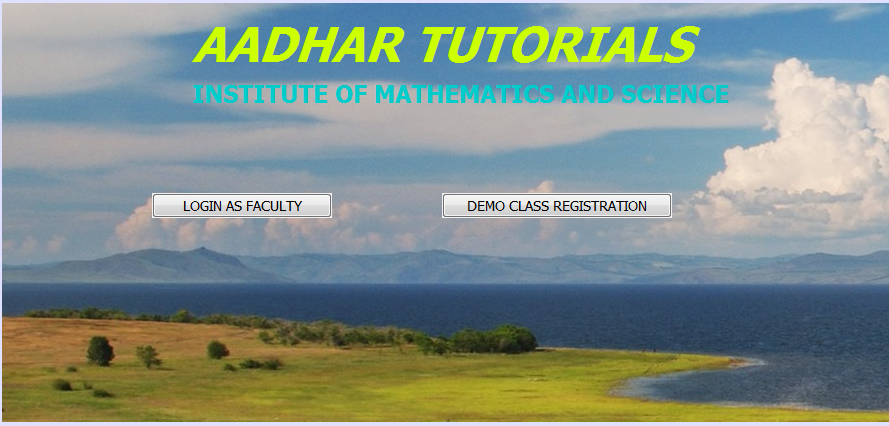 AADHAR TUTORIALS
INSTITUTE OF MATHEMATICS AND SCIENCE
LOGIN AS FACULTY
DEMO CLASS REGISTRATION